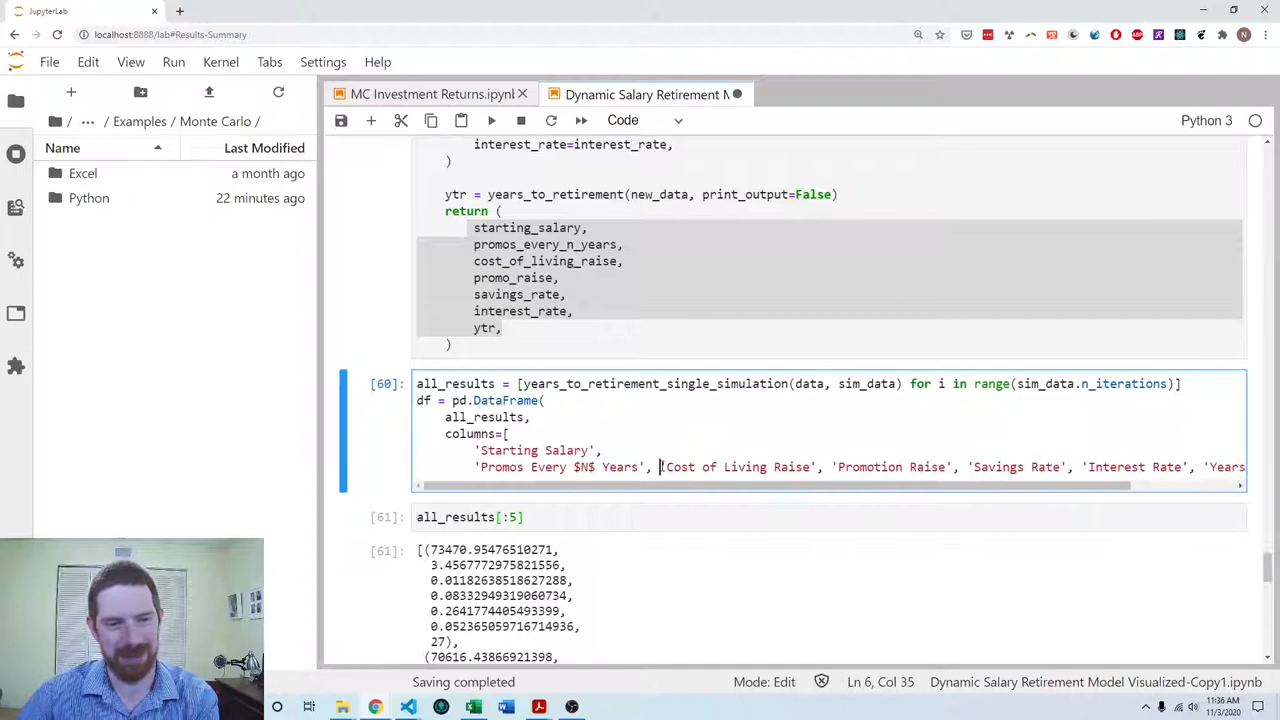 JupyterLab
localhost:8888/lab#Results-Summary
File Edit View Run Kernel Tabs Settings Help
MC Investment Returns.ipynb
Dynamic Salary Retirement M
/ ... / Examples / Monte Carlo /
Code
Python 3
Name Last Modified
Excel a month ago
Python 22 minutes ago
interest_rate=interest_rate,
)
ytr = years_to_retirement(new_data, print_output=False)
return (
starting_salary,
promos_every_n_years,
cost_of_living_raise,
promo_raise,
savings_rate,
interest_rate,
ytr,
)
[60]: all_results = [years_to_retirement_single_simulation(data, sim_data) for i in range(sim_data.n_iterations)]
df = pd.DataFrame(
all_results,
columns=[
'Starting Salary',
'Promos Every $N$ Years', 'Cost of Living Raise', 'Promotion Raise', 'Savings Rate', 'Interest Rate', 'Years
[61]: all_results[:5]
[61]: [(73470.95476510271,
3.4567772975821556,
0.01182638518627288,
0.08332949319060734,
0.2641774405493399,
0.052365059716714936,
27),
(70616.43866921398,
Saving completed
Mode: Edit Ln 6, Col 35 Dynamic Salary Retirement Model Visualized-Copy1.ipynb
11:36 AM
11/3/2020